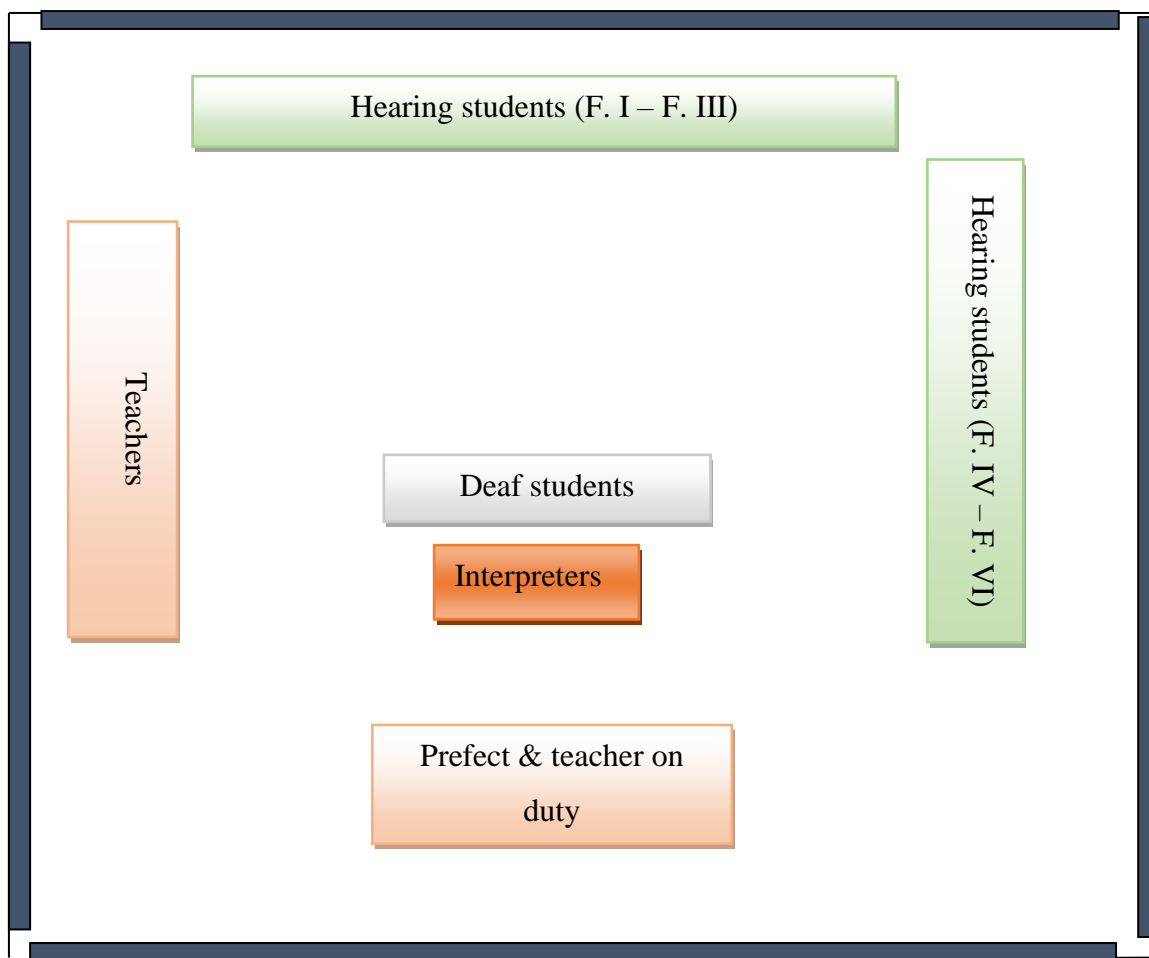 Hearing students (F. I – F. III)
Hearing students (F. IV – F. VI)
Teachers
Deaf students
Interpreters
Prefect & teacher on
duty